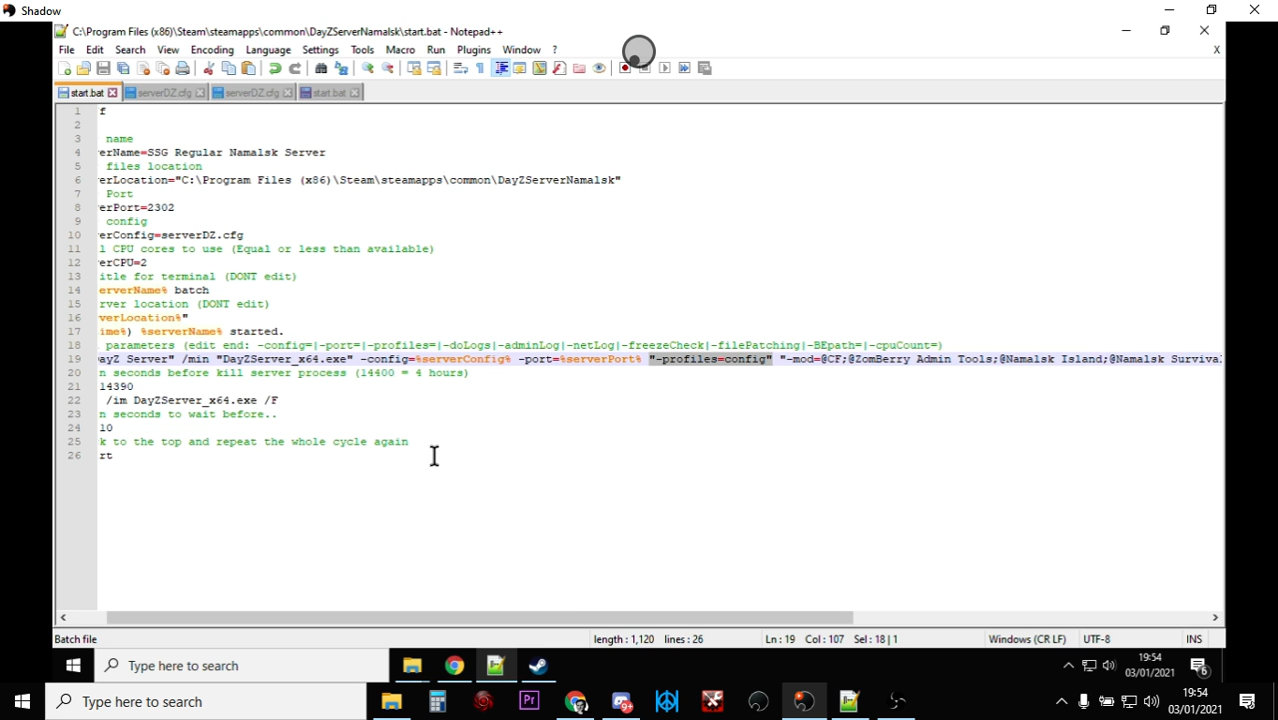 Shadow
C:\Program Files (x86)\Steam\steamapps\common\DayZServerNamalsk\start.bat - Notepad++
File Edit Search View Encoding Language Settings Tools Macro Run Plugins Window ? X
start.bat serverDZ.cfg serverDZ.cfg start.bat
1 f
2
3 name
4 erName=SSG Regular Namalsk Server
5 files location
6 erLocation="C:\Program Files (x86)\Steam\steamapps\common\DayZServerNamalsk"
7 Port
8 erPort=2302
9 config
10 erConfig=serverDZ.cfg
11 l CPU cores to use (Equal or less than available)
12 erCPU=2
13 itle for terminal (DONT edit)
14 erverName% batch
15 rver location (DONT edit)
16 verLocation%"
17 ime%) %serverName% started.
18 parameters (edit end: -config=|-port=|-profiles=|-doLogs|-adminLog|-netLog|-freezeCheck|-filePatching|-BEpath=|-cpuCount=)
19 ayZ Server" /min "DayZServer_x64.exe" -config=%serverConfig% -port=%serverPort% "-profiles=config" "-mod=@CF;@ZomBerry Admin Tools;@Namalsk Island;@Namalsk Survival
20 n seconds before kill server process (14400 = 4 hours)
21 14390
22 /im DayZServer_x64.exe /F
23 n seconds to wait before..
24 10
25 k to the top and repeat the whole cycle again
26 rt
Batch file length : 1,120 lines : 26 Ln : 19 Col : 107 Sel : 18 | 1 Windows (CR LF) UTF-8 INS
Type here to search 19:54
03/01/2021 6
Type here to search Pr 19:54
03/01/2021